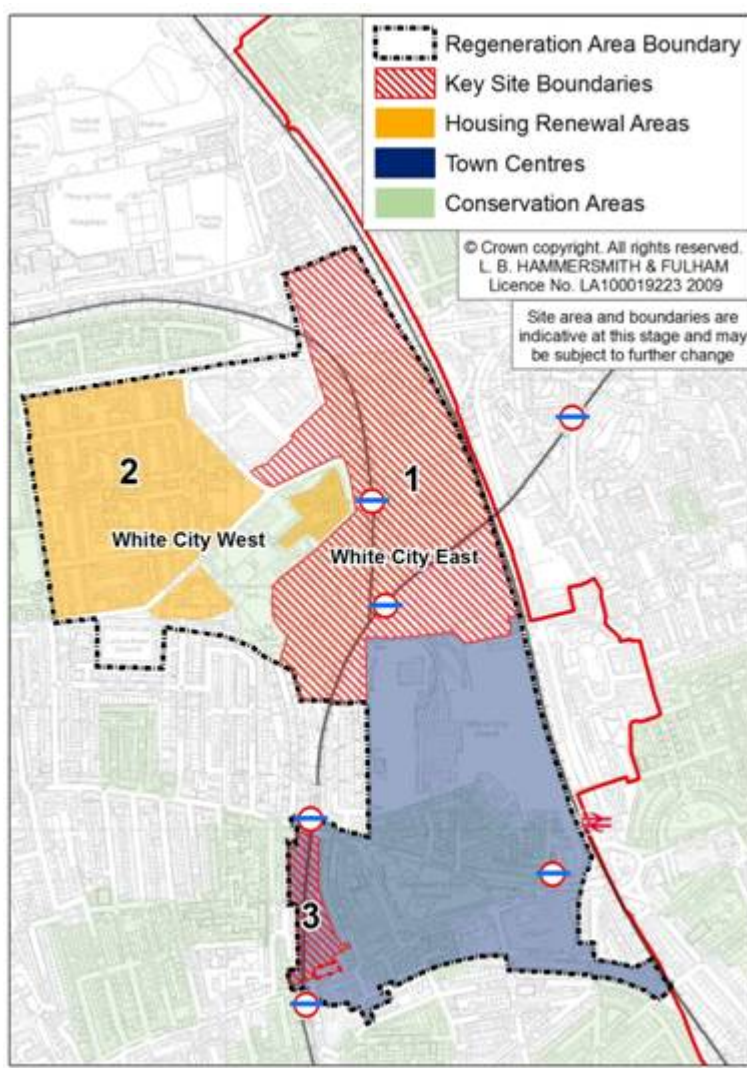 Regeneration Area Boundary
Key Site Boundaries
Housing Renewal Areas
Town Centres
Conservation Areas
© Crown copyright. All rights reserved.
L. B. HAMMERSMITH & FULHAM
Licence No. LA100019223 2009
Site area and boundaries are
indicative at this stage and may
be subject to further change
2
1
White City West
White City East
3